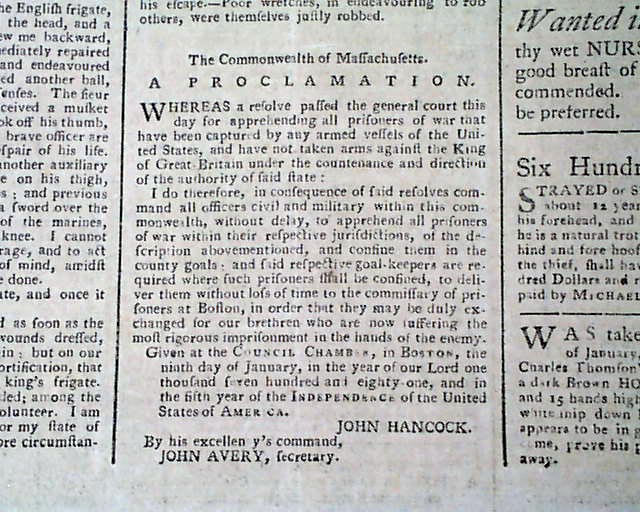 he English frigate,
the head, and a
ew me backward,
mediately repaired
and endeavoured
ed another ball,
fenfes. The fieur
ceived a mufket
ok off his thumb,
brave officer are
fpair of his life.
nother auxiliary
e on his thigh,
s; and previous
a fword over the
of the marines,
knee. I cannot
rage, and to act
of mind, amidft
e done.
ate, and once it
d as foon as the
wounds dreffed,
in; but on our
ortification, that
king's frigate.
ded; among the
olunteer. I am
or my ftate of
ore circumftan-
his efcape.—Poor wretches, in endeavouring to rob
others, were themfelves juftly robbed.
The Commonwealth of Maffachufetts.
A PROCLAMATION.
WHEREAS a refolve paffed the general court this
day for apprehending all prifoners of war that
have been captured by any armed veffels of the Uni-
ted States, and have not taken arms againft the King
of Great-Britain under the countenance and direction
of the authority of faid ftate:
I do therefore, in confequence of faid refolves com-
mand all officers civil and military within this com-
monwealth, without delay, to apprehend all prifoners
of war within their refpective jurifdictions, of the de-
fcription abovementioned, and confine them in the
county goals; and faid refpective goal-keepers are re-
quired where fuch prifoners fhall be confined, to deli-
ver them without lofs of time to the commiffary of pri-
foners at Bofton, in order that they may be duly ex-
changed for our brethren who are now fuffering the
moft rigorous imprifonment in the hands of the enemy.
Given at the COUNCIL CHAMBER, in BOSTON, the
ninth day of January, in the year of our Lord one
thoufand feven hundred and eighty-one, and in
the fifth year of the INDEPENDENCE of the United
States of AMERICA.
JOHN HANCOCK.
By his excellen y's command,
JOHN AVERY, fecretary.
Wanted i
thy wet NUR
good breaft of
commended.
be preferred.
Six Hundr
STRAYED or S
about 12 year
his forehead, and
he is a natural trot
hind and fore hoof
the thief, fhall ha
dred Dollars and r
paid by MICHAE
WAS take
of January
Charles Thomfon'
a dark Brown HO
and 15 hands high
white down
appears to be in g
come, prove his p
away.